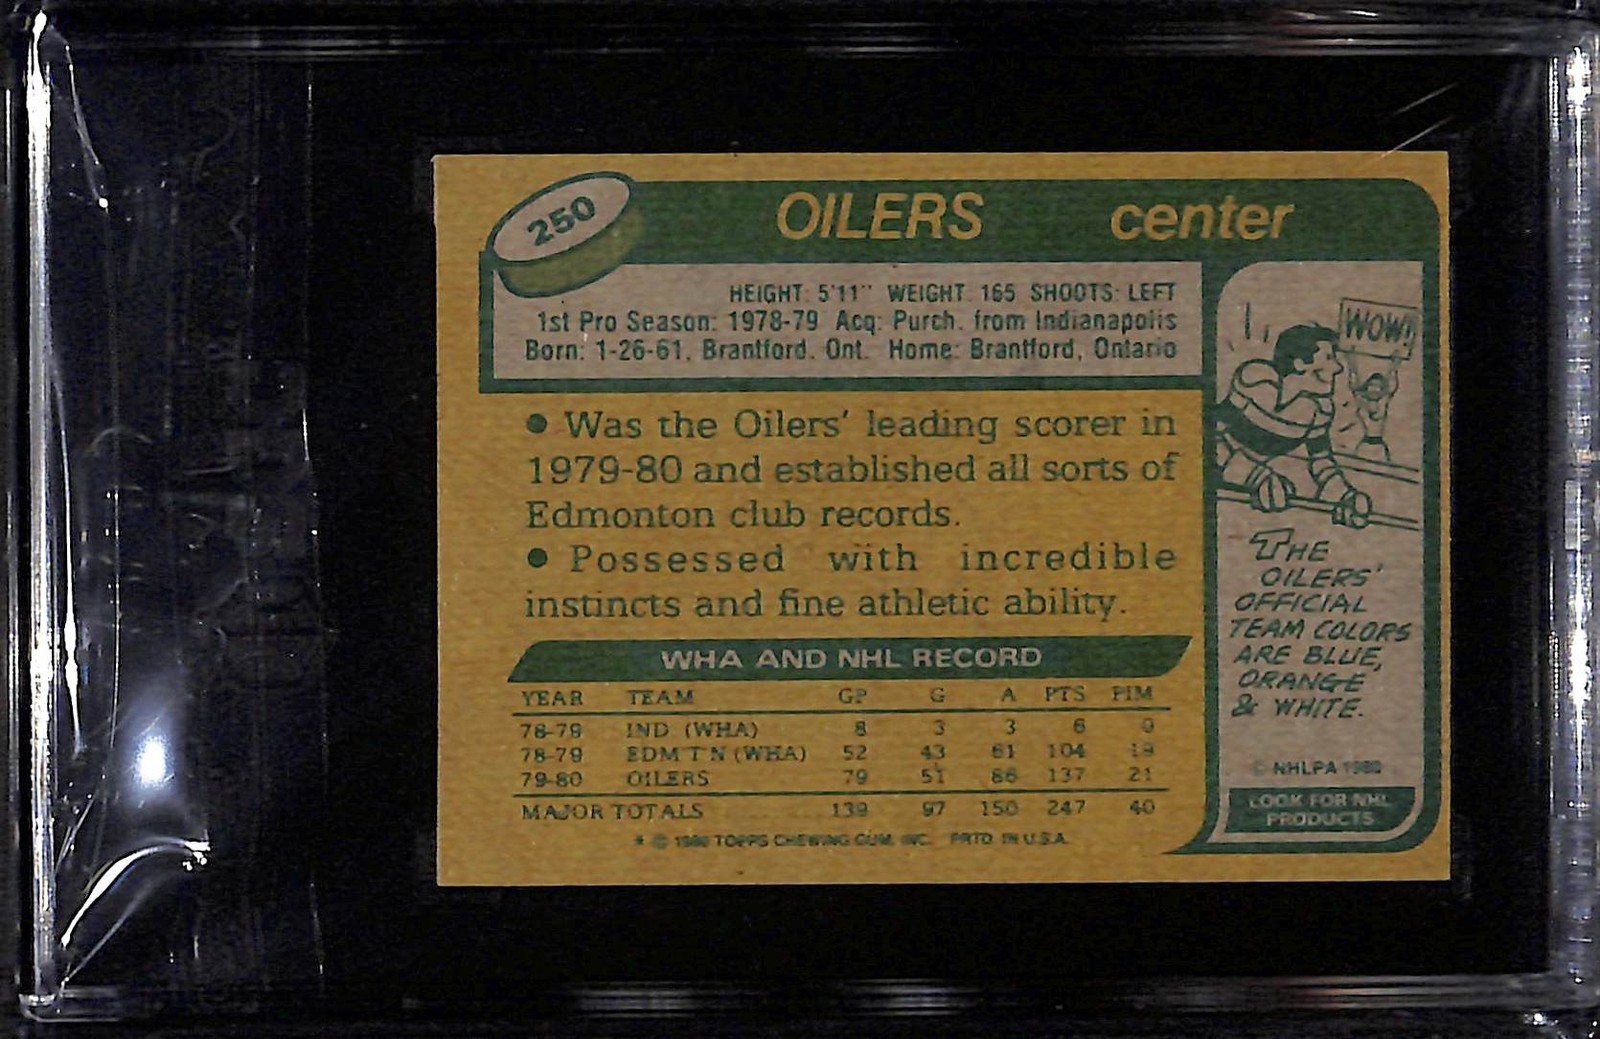 250
OILERS center
HEIGHT: 5'11" WEIGHT: 165 SHOOTS: LEFT
1st Pro Season: 1978-79 Acq: Purch. from Indianapolis
Born: 1-26-61, Brantford, Ont. Home: Brantford, Ontario
● Was the Oilers' leading scorer in
1979-80 and established all sorts of
Edmonton club records.
● Possessed with incredible
instincts and fine athletic ability.
WHA AND NHL RECORD
YEAR TEAM GP G A PTS PIM
78-79 IND (WHA) 8 3 3 6 0
78-79 EDM'T'N (WHA) 52 43 61 104 19
79-80 OILERS 79 51 86 137 21
MAJOR TOTALS 139 97 150 247 40
* © 1980 TOPPS CHEWING GUM, INC. PRTD. IN U.S.A.
WOW!
THE
OILERS'
OFFICIAL
TEAM COLORS
ARE BLUE,
ORANGE
& WHITE.
© NHLPA 1980
LOOK FOR NHL
PRODUCTS